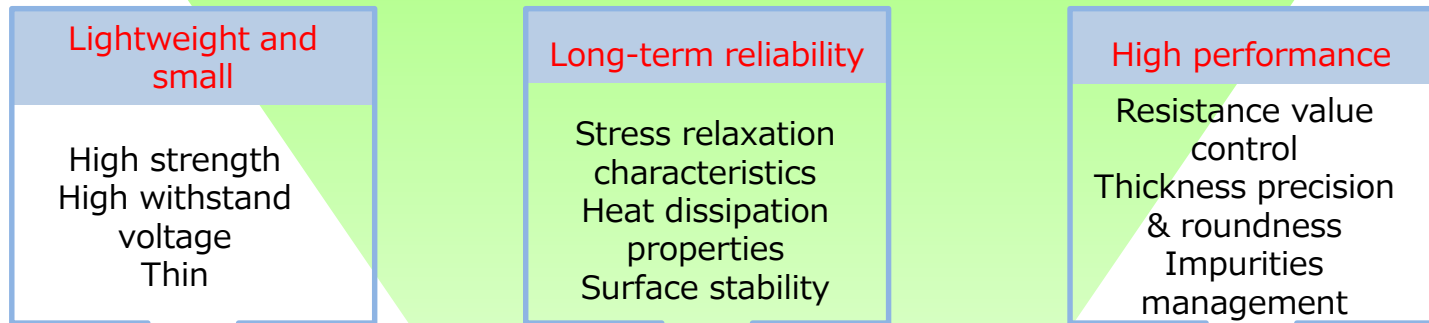 Lightweight and
small
High strength
High withstand
voltage
Thin
Long-term reliability
Stress relaxation
characteristics
Heat dissipation
properties
Surface stability
High performance
Resistance value
control
Thickness precision
& roundness
Impurities
management